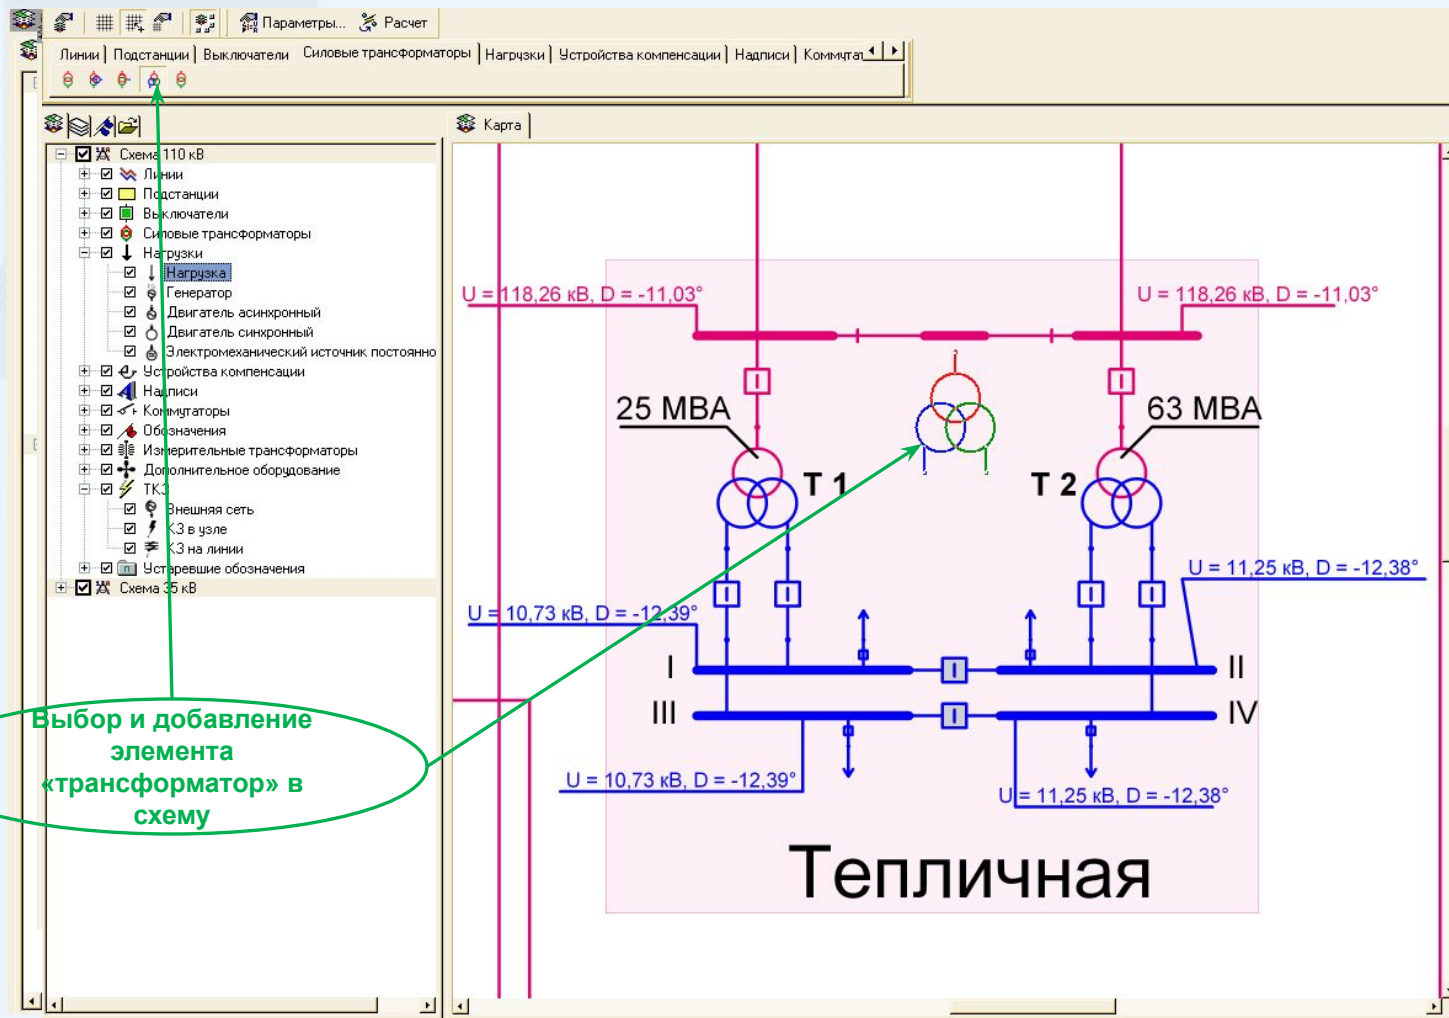 Параметры... Расчет
Линии Подстанции Выключатели Силовые трансформаторы Нагрузки Устройства компенсации Надписи Коммутат
Карта
Схема 110 кВ
Линии
Подстанции
Выключатели
Силовые трансформаторы
Нагрузки
Нагрузка
Генератор
Двигатель асинхронный
Двигатель синхронный
Электромеханический источник постоянно
Устройства компенсации
Надписи
Коммутаторы
Обозначения
Измерительные трансформаторы
Дополнительное оборудование
ТКЗ
Внешняя сеть
КЗ в узле
КЗ на линии
Устаревшие обозначения
Схема 35 кВ
Выбор и добавление
элемента
«трансформатор» в
схему
U = 118,26 кВ, D = -11,03°
U = 118,26 кВ, D = -11,03°
25 МВА
63 МВА
Т 1
Т 2
U = 11,25 кВ, D = -12,38°
U = 10,73 кВ, D = -12,39°
I
II
III
IV
U = 10,73 кВ, D = -12,39°
U = 11,25 кВ, D = -12,38°
Тепличная